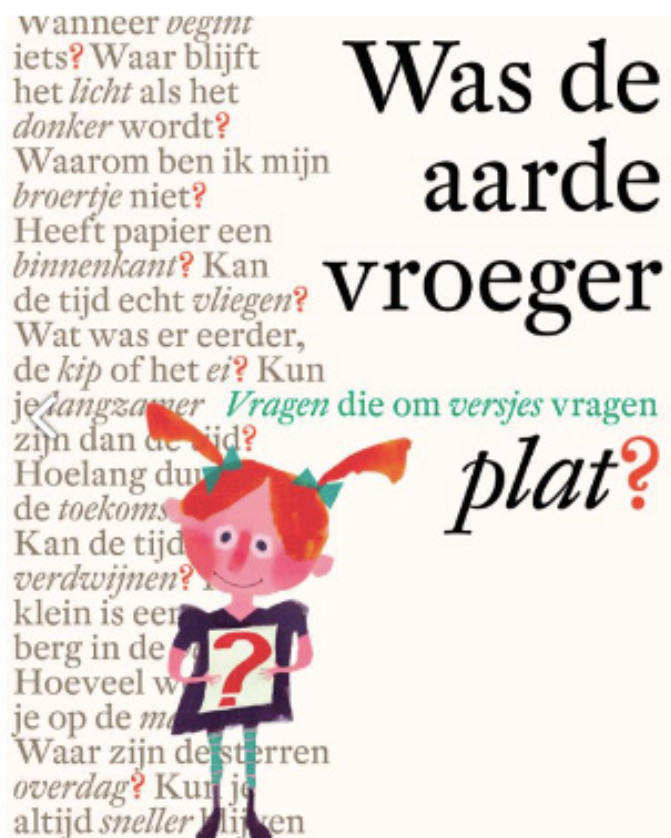 Was de
aarde
vroeger
plat?
Vragen die om versjes vragen
Wanneer begint
iets? Waar blijft
het licht als het
donker wordt?
Waarom ben ik mijn
broertje niet?
Heeft papier een
binnenkant? Kan
de tijd echt vliegen?
Wat was er eerder,
de kip of het ei? Kun
je langzamer
zijn dan de tijd?
Hoelang
de
Kan de tijd
verdwijnen?
klein is een
berg in de
Hoeveel
je op de
Waar zijn de sterren
overdag? Kun je
altijd sneller blijven
?